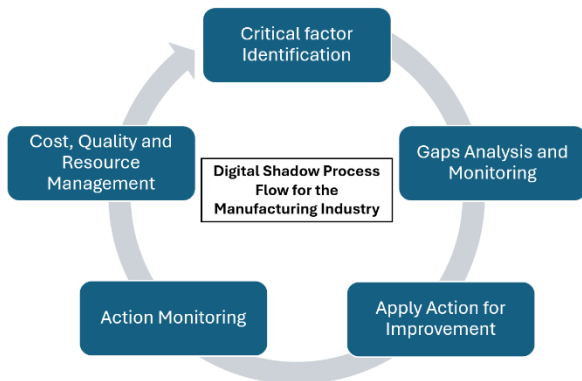 Critical factor
Identification
Gaps Analysis and
Monitoring
Apply Action for
Improvement
Action Monitoring
Cost, Quality and
Resource
Management
Digital Shadow Process
Flow for the
Manufacturing Industry